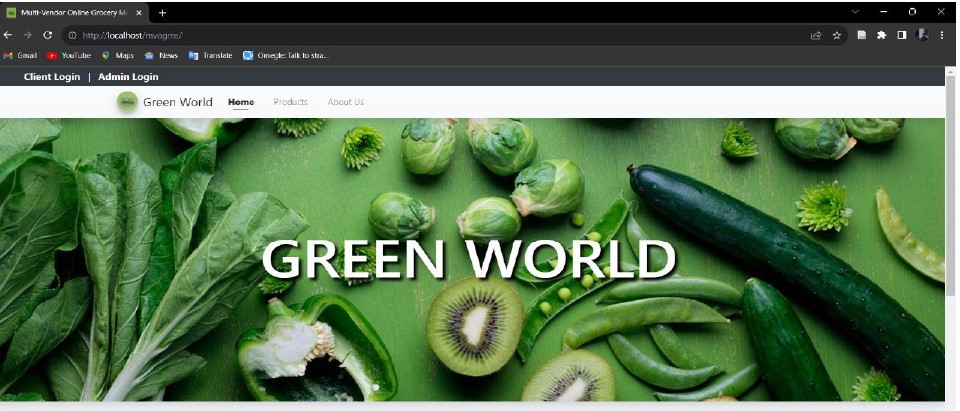 Multi-Vendor Online Grocery M
http://localhost/mvogms/
Gmail YouTube Maps News Translate Omegle: Talk to stra...
Client Login | Admin Login
Green World Home Products About Us
GREEN WORLD